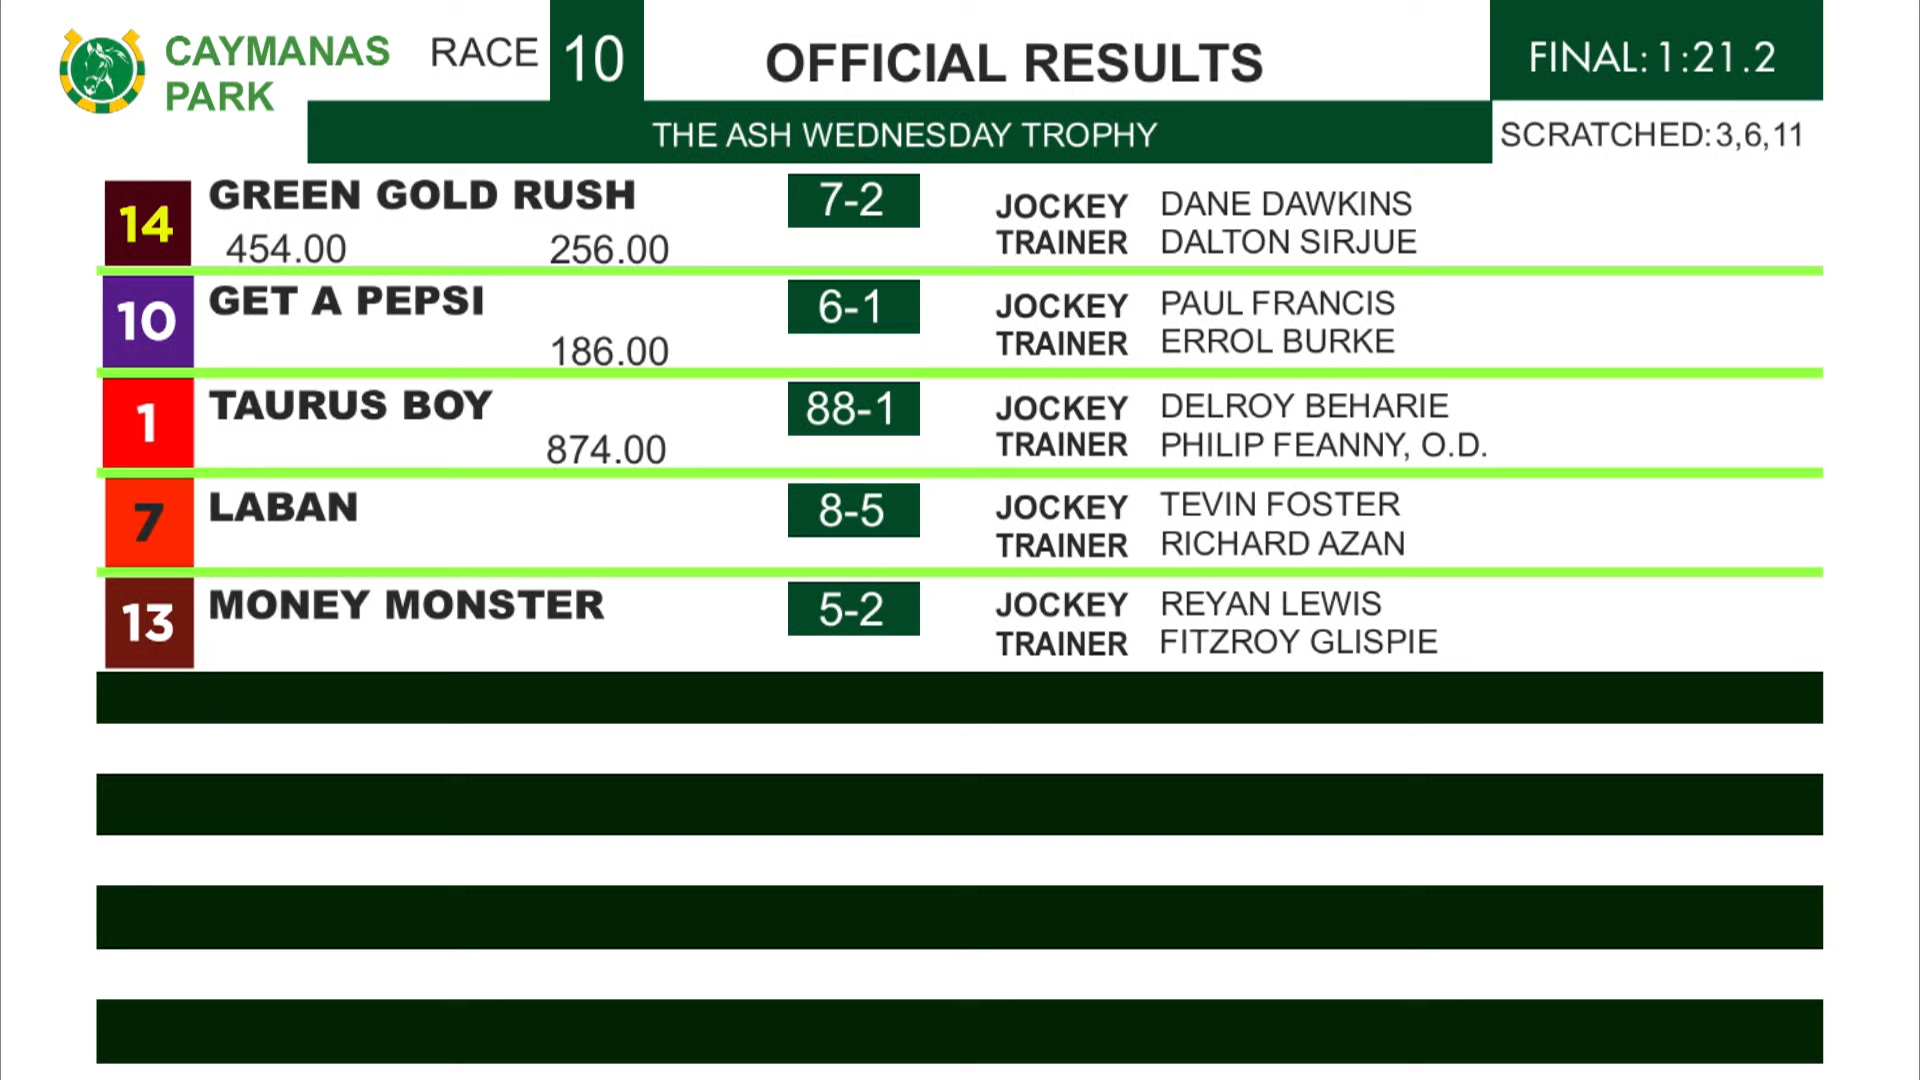 CAYMANAS
PARK
RACE 10
OFFICIAL RESULTS
FINAL: 1:21.2
THE ASH WEDNESDAY TROPHY
SCRATCHED: 3,6,11
14 GREEN GOLD RUSH 7-2 JOCKEY DANE DAWKINS
454.00 256.00 TRAINER DALTON SIRJUE
10 GET A PEPSI 6-1 JOCKEY PAUL FRANCIS
186.00 TRAINER ERROL BURKE
1 TAURUS BOY 88-1 JOCKEY DELROY BEHARIE
874.00 TRAINER PHILIP FEANNY, O.D.
7 LABAN 8-5 JOCKEY TEVIN FOSTER
TRAINER RICHARD AZAN
13 MONEY MONSTER 5-2 JOCKEY REYAN LEWIS
TRAINER FITZROY GLISPIE